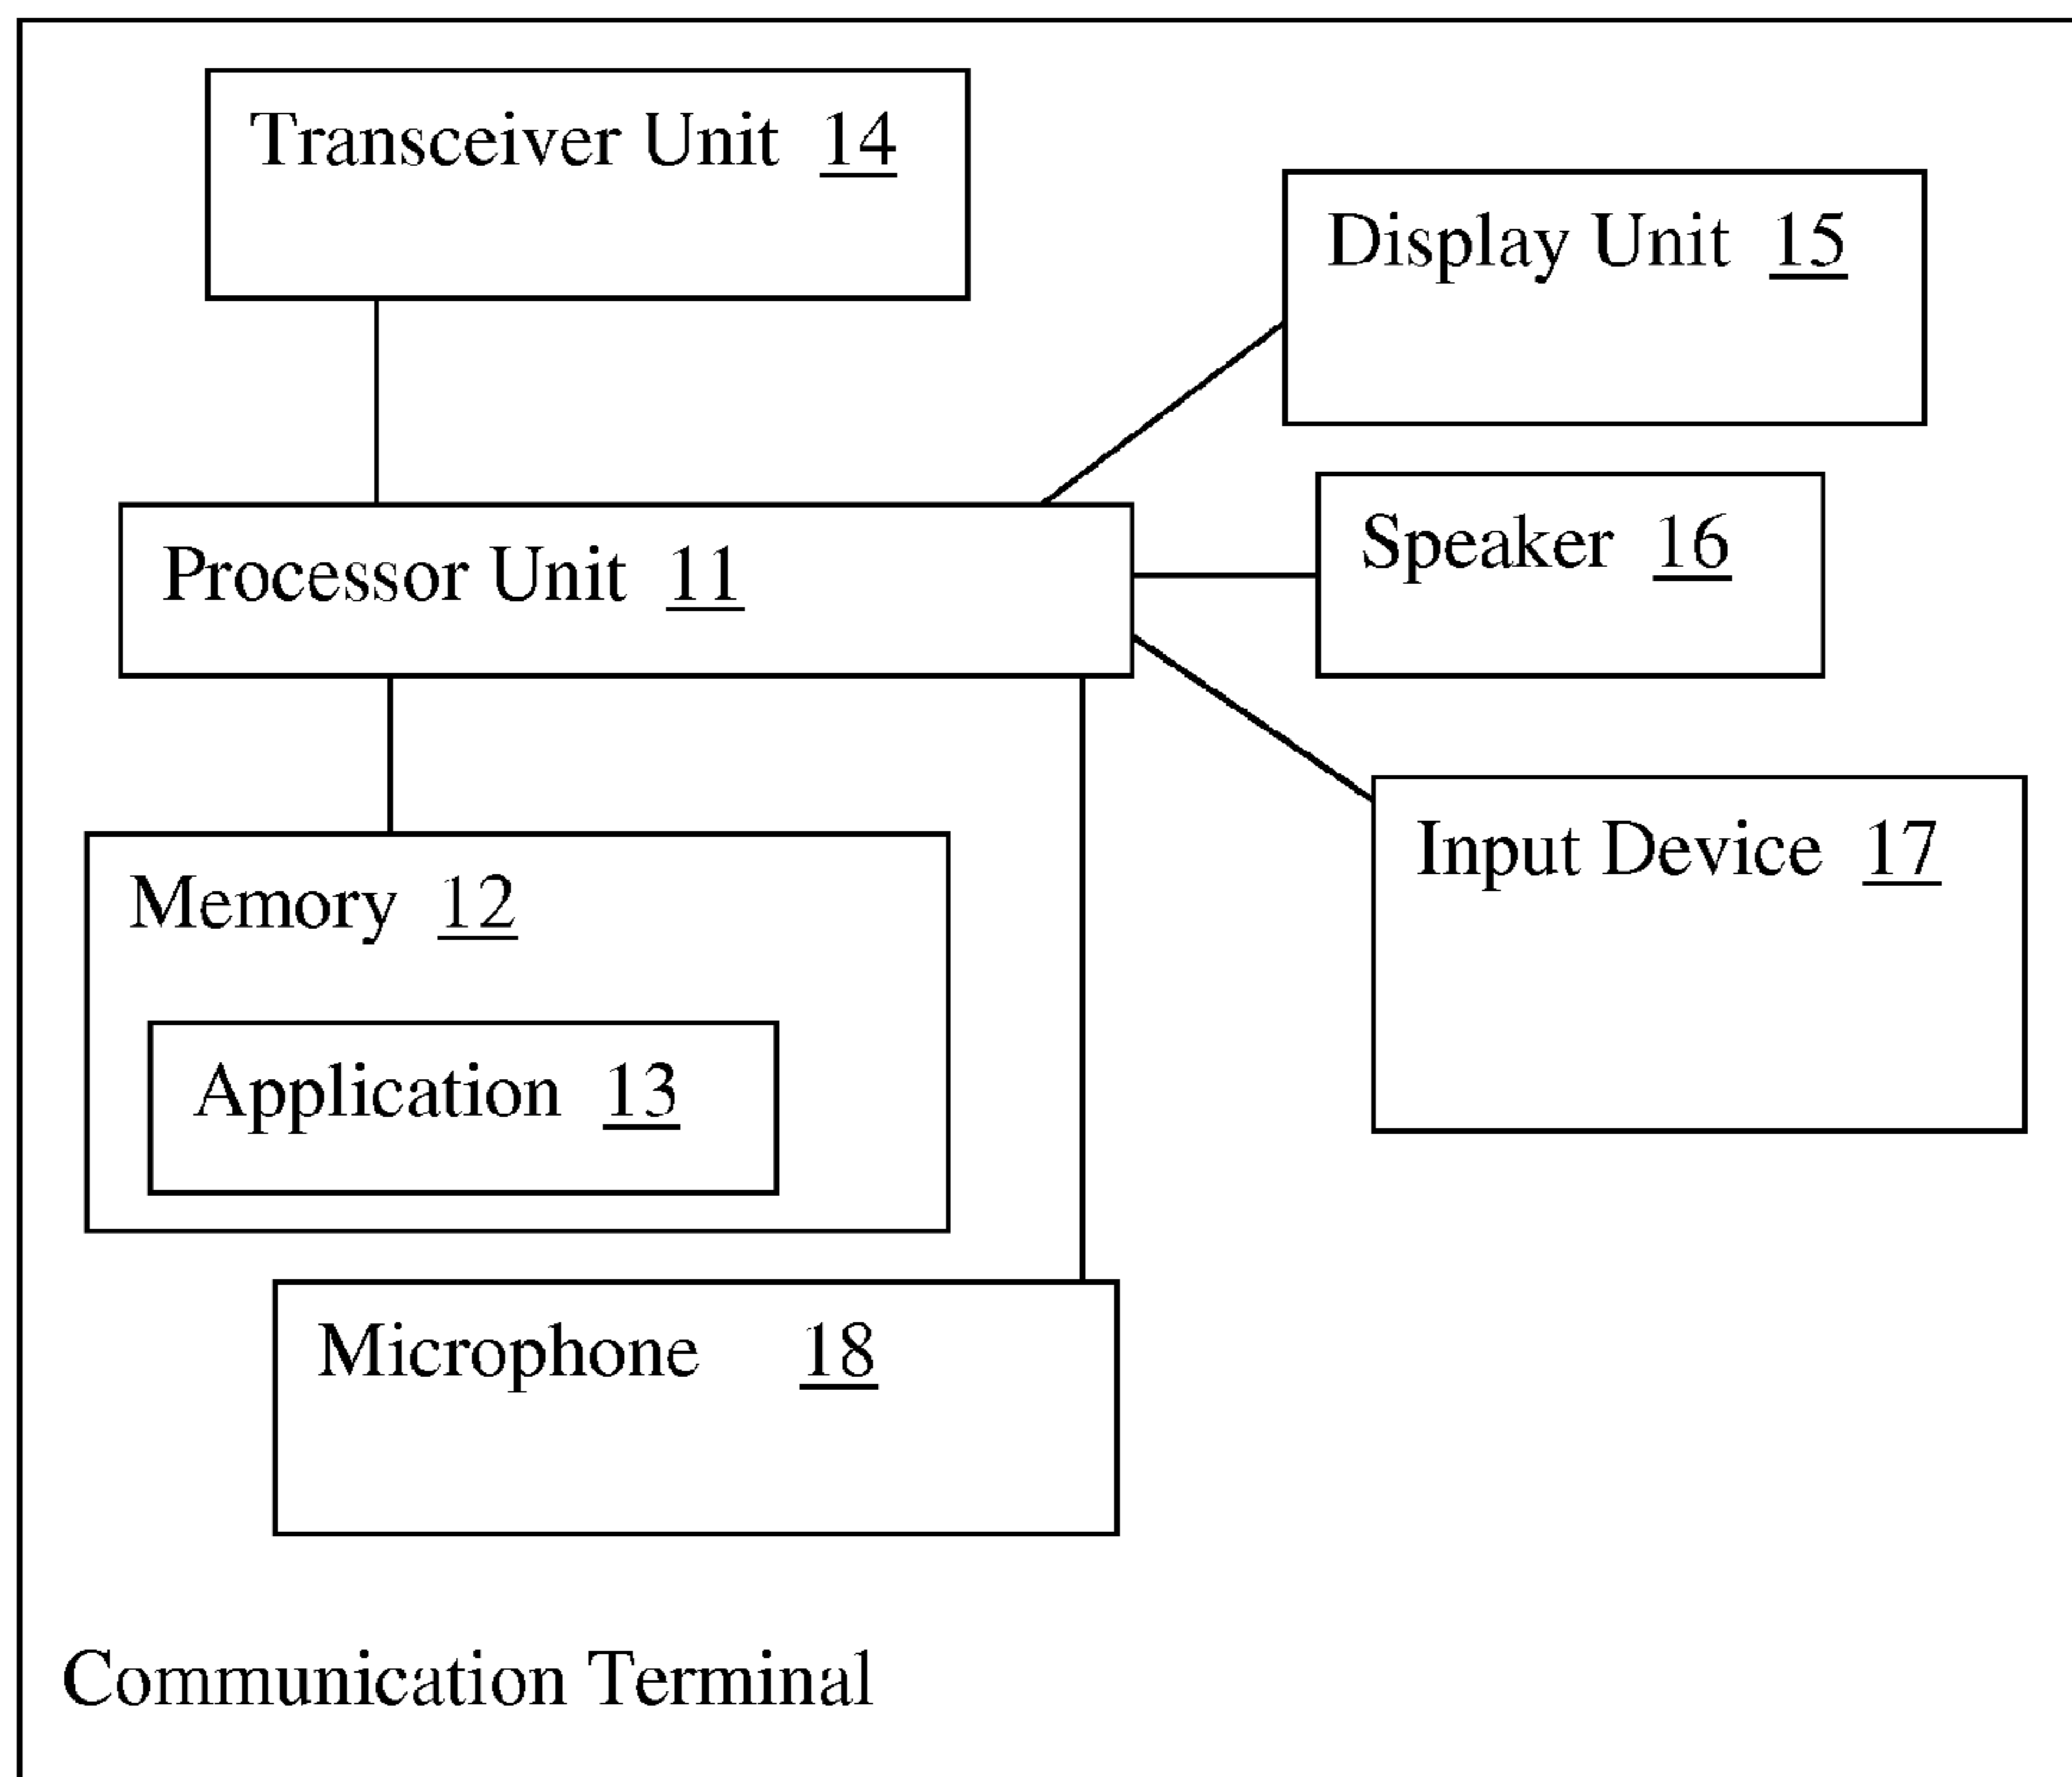 Transceiver Unit 14
Display Unit 15
Processor Unit 11
Speaker 16
Memory 12
Input Device 17
Application 13
Microphone 18
Communication Terminal